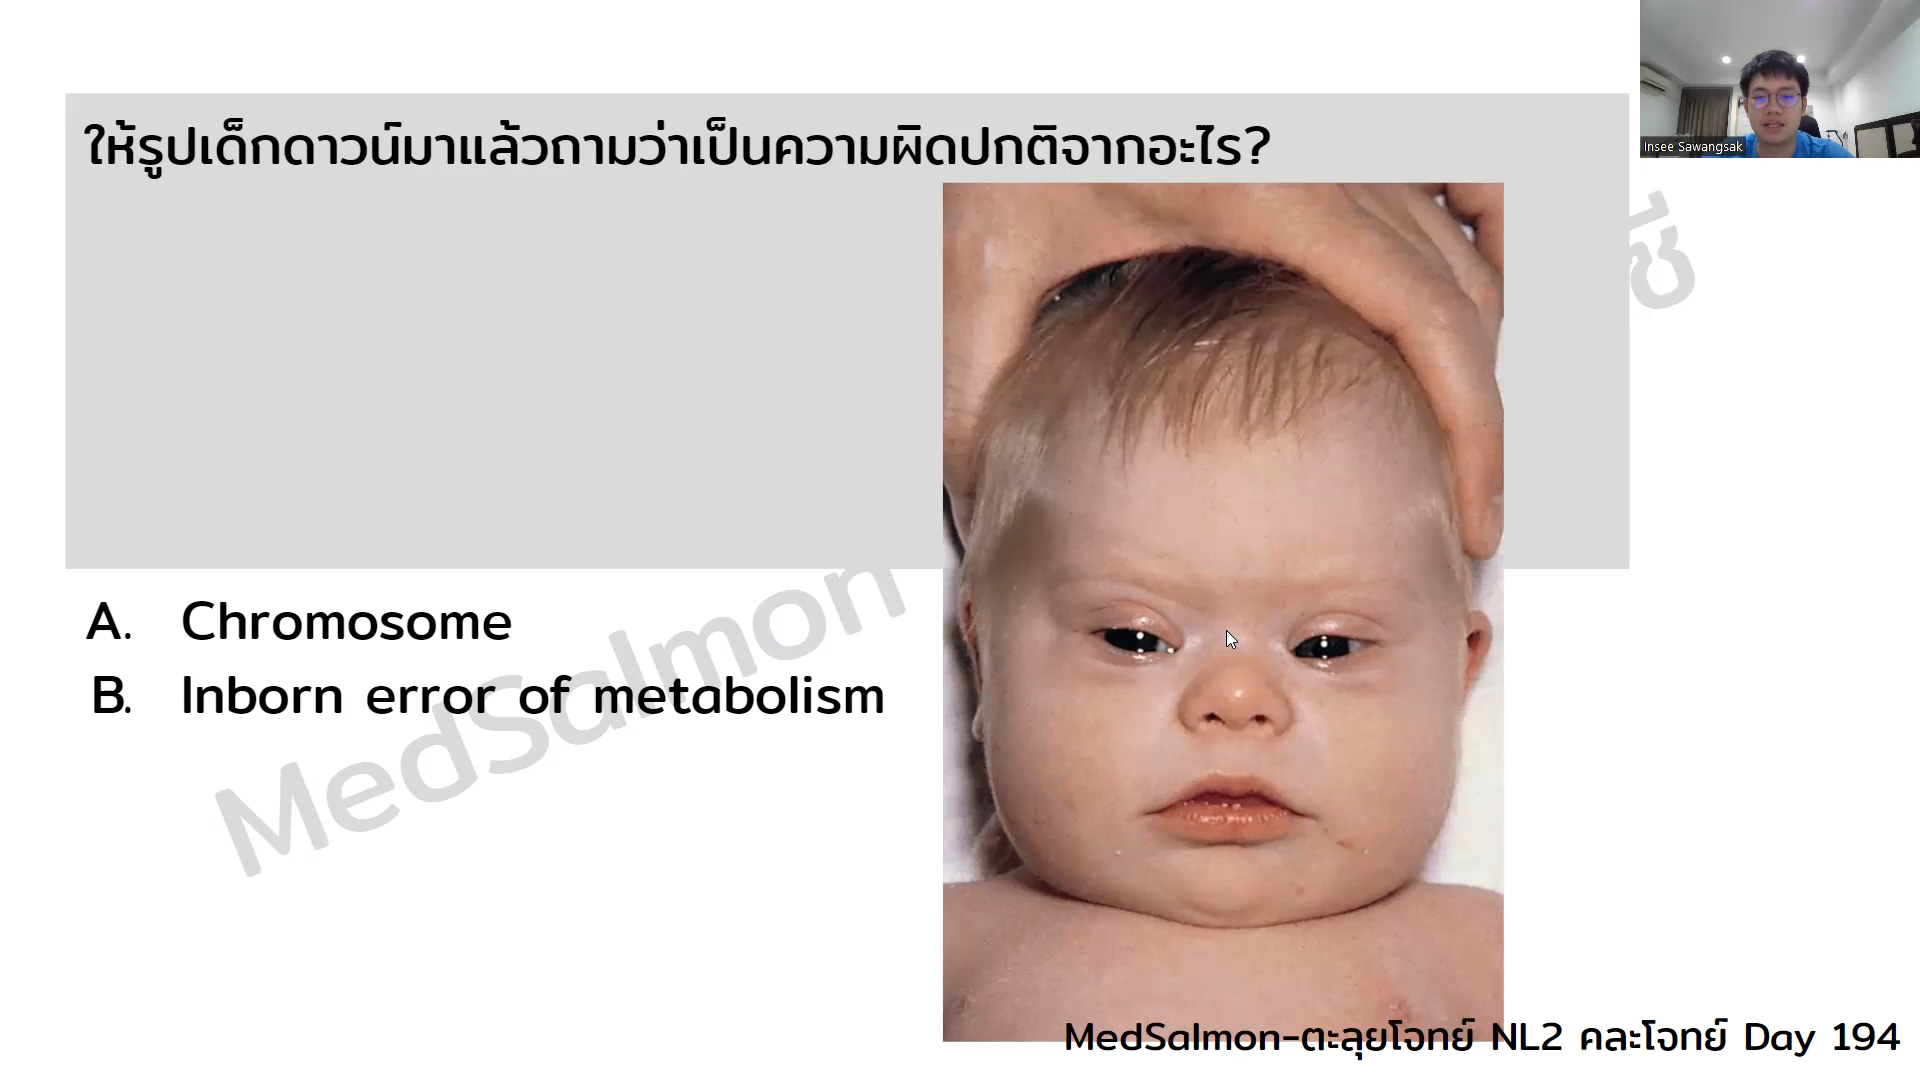 ให้รูปเด็กดาวน์มาแล้วถามว่าเป็นความผิดปกติจากอะไร?
Insee Sawangsak
A. Chromosome
B. Inborn error of metabolism
MedSalmon
MedSalmon-ตะลุยโจทย์ NL2 คละโจทย์ Day 194